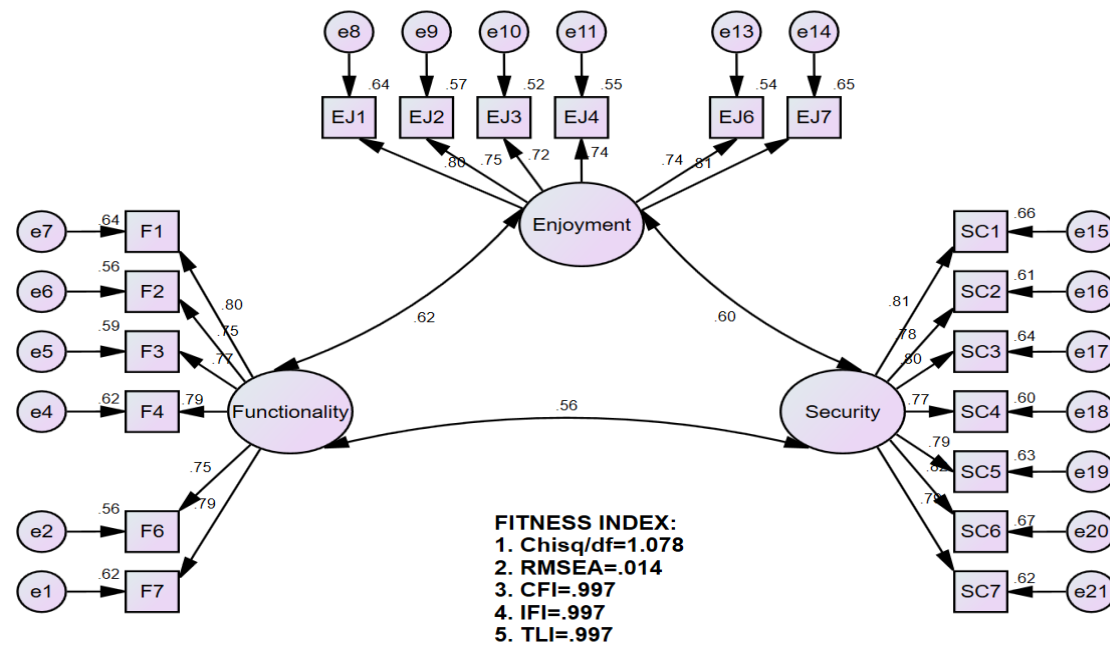 e8 e9 e10 e11 e13 e14
.64 .57 .52 .55 .54 .65
EJ1 EJ2 EJ3 EJ4 EJ6 EJ7
.80 .75 .72 .74 .74 .81
Enjoyment
e7 .64 F1
e6 .56 F2
e5 .59 F3
e4 .62 F4
e2 .56 F6
e1 .62 F7
.80
.75
.77
.79
.75
.79
Functionality
.62
.60
.56
Security
.81
.78
.80
.77
.79
.82
SC1 .66 e15
SC2 .61 e16
SC3 .64 e17
SC4 .60 e18
SC5 .63 e19
SC6 .67 e20
SC7 .62 e21
FITNESS INDEX:
1. Chisq/df=1.078
2. RMSEA=.014
3. CFI=.997
4. IFI=.997
5. TLI=.997